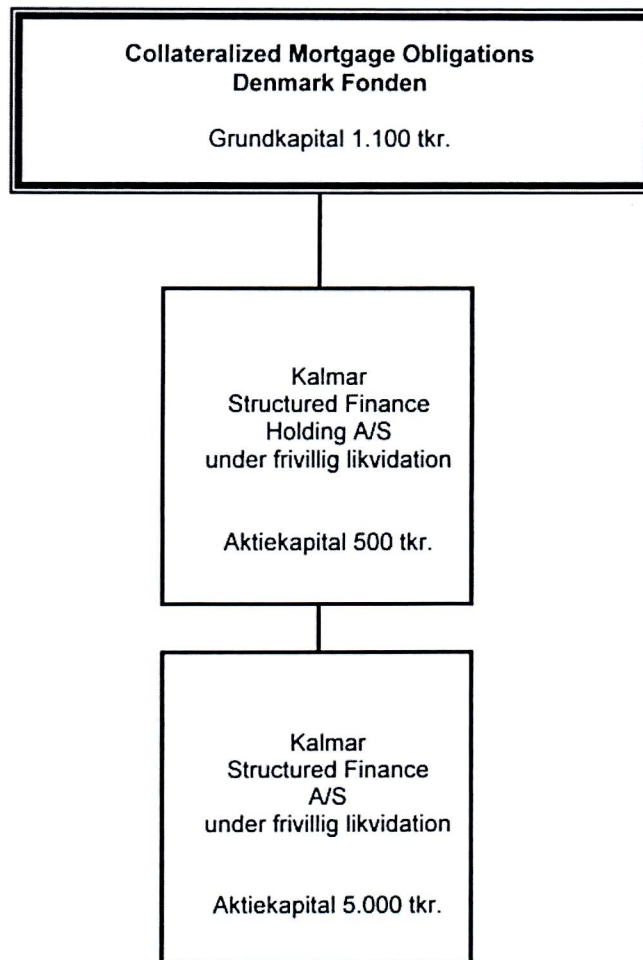 Collateralized Mortgage Obligations
Denmark Fonden
Grundkapital 1.100 tkr.
Kalmar
Structured Finance
Holding A/S
under frivillig likvidation
Aktiekapital 500 tkr.
Kalmar
Structured Finance
A/S
under frivillig likvidation
Aktiekapital 5.000 tkr.